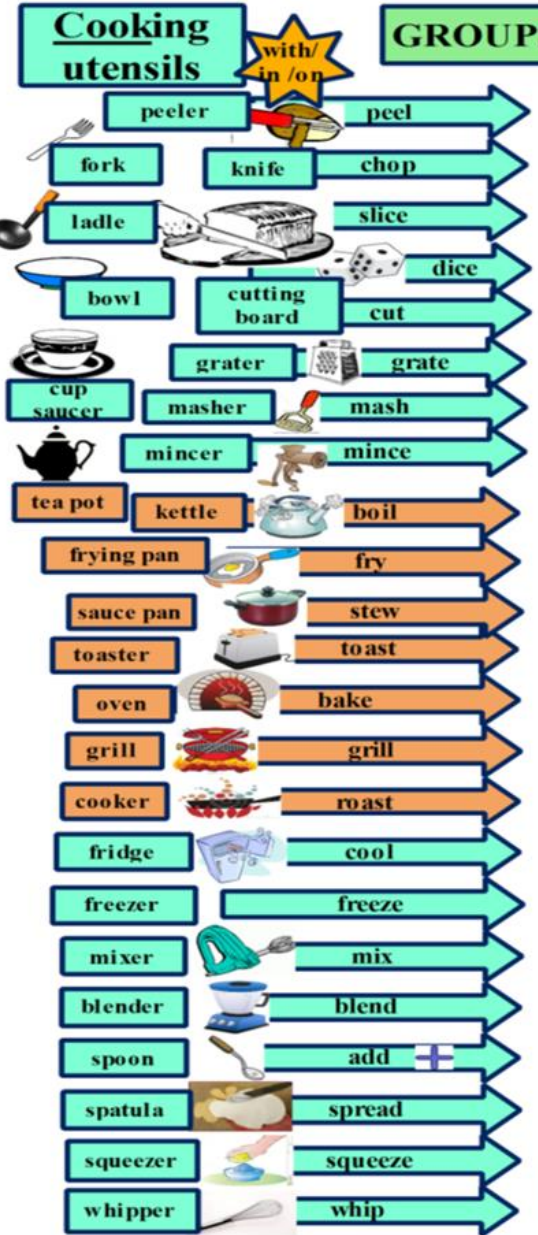 Cooking
utensils
with/
in /on
GROUP
peeler peel
fork knife chop
ladle slice
dice
bowl cutting
board cut
grater grate
cup
saucer masher mash
mincer mince
tea pot kettle boil
frying pan fry
sauce pan stew
toaster toast
oven bake
grill grill
cooker roast
fridge cool
freezer freeze
mixer mix
blender blend
spoon add
spatula spread
squeezer squeeze
whipper whip